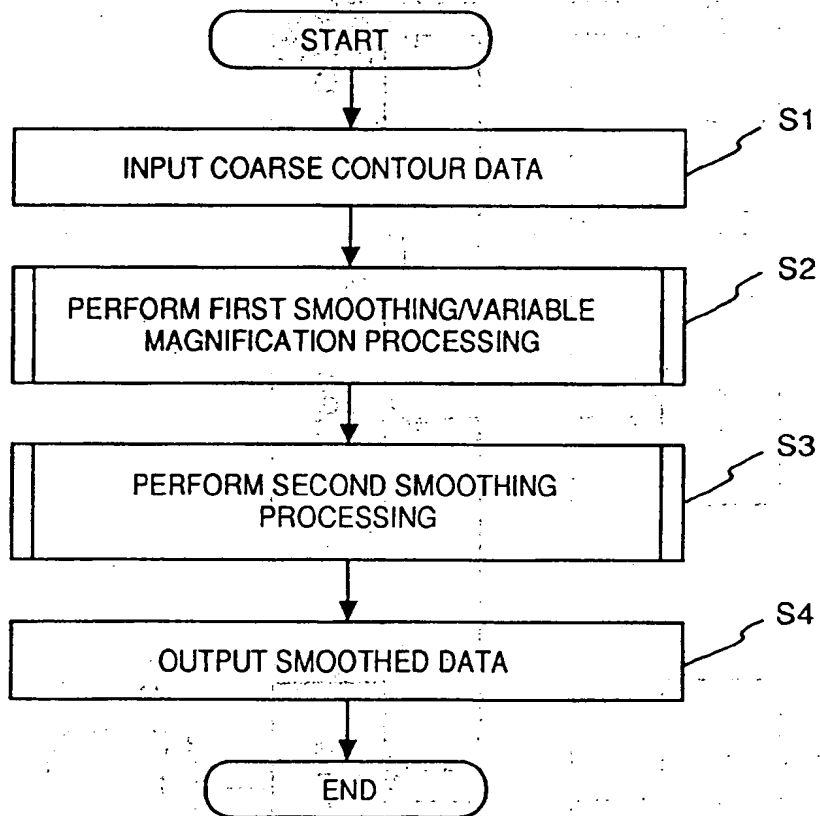 START
S1
INPUT COARSE CONTOUR DATA
S2
PERFORM FIRST SMOOTHING/VARIABLE
MAGNIFICATION PROCESSING
S3
PERFORM SECOND SMOOTHING
PROCESSING
S4
OUTPUT SMOOTHED DATA
END